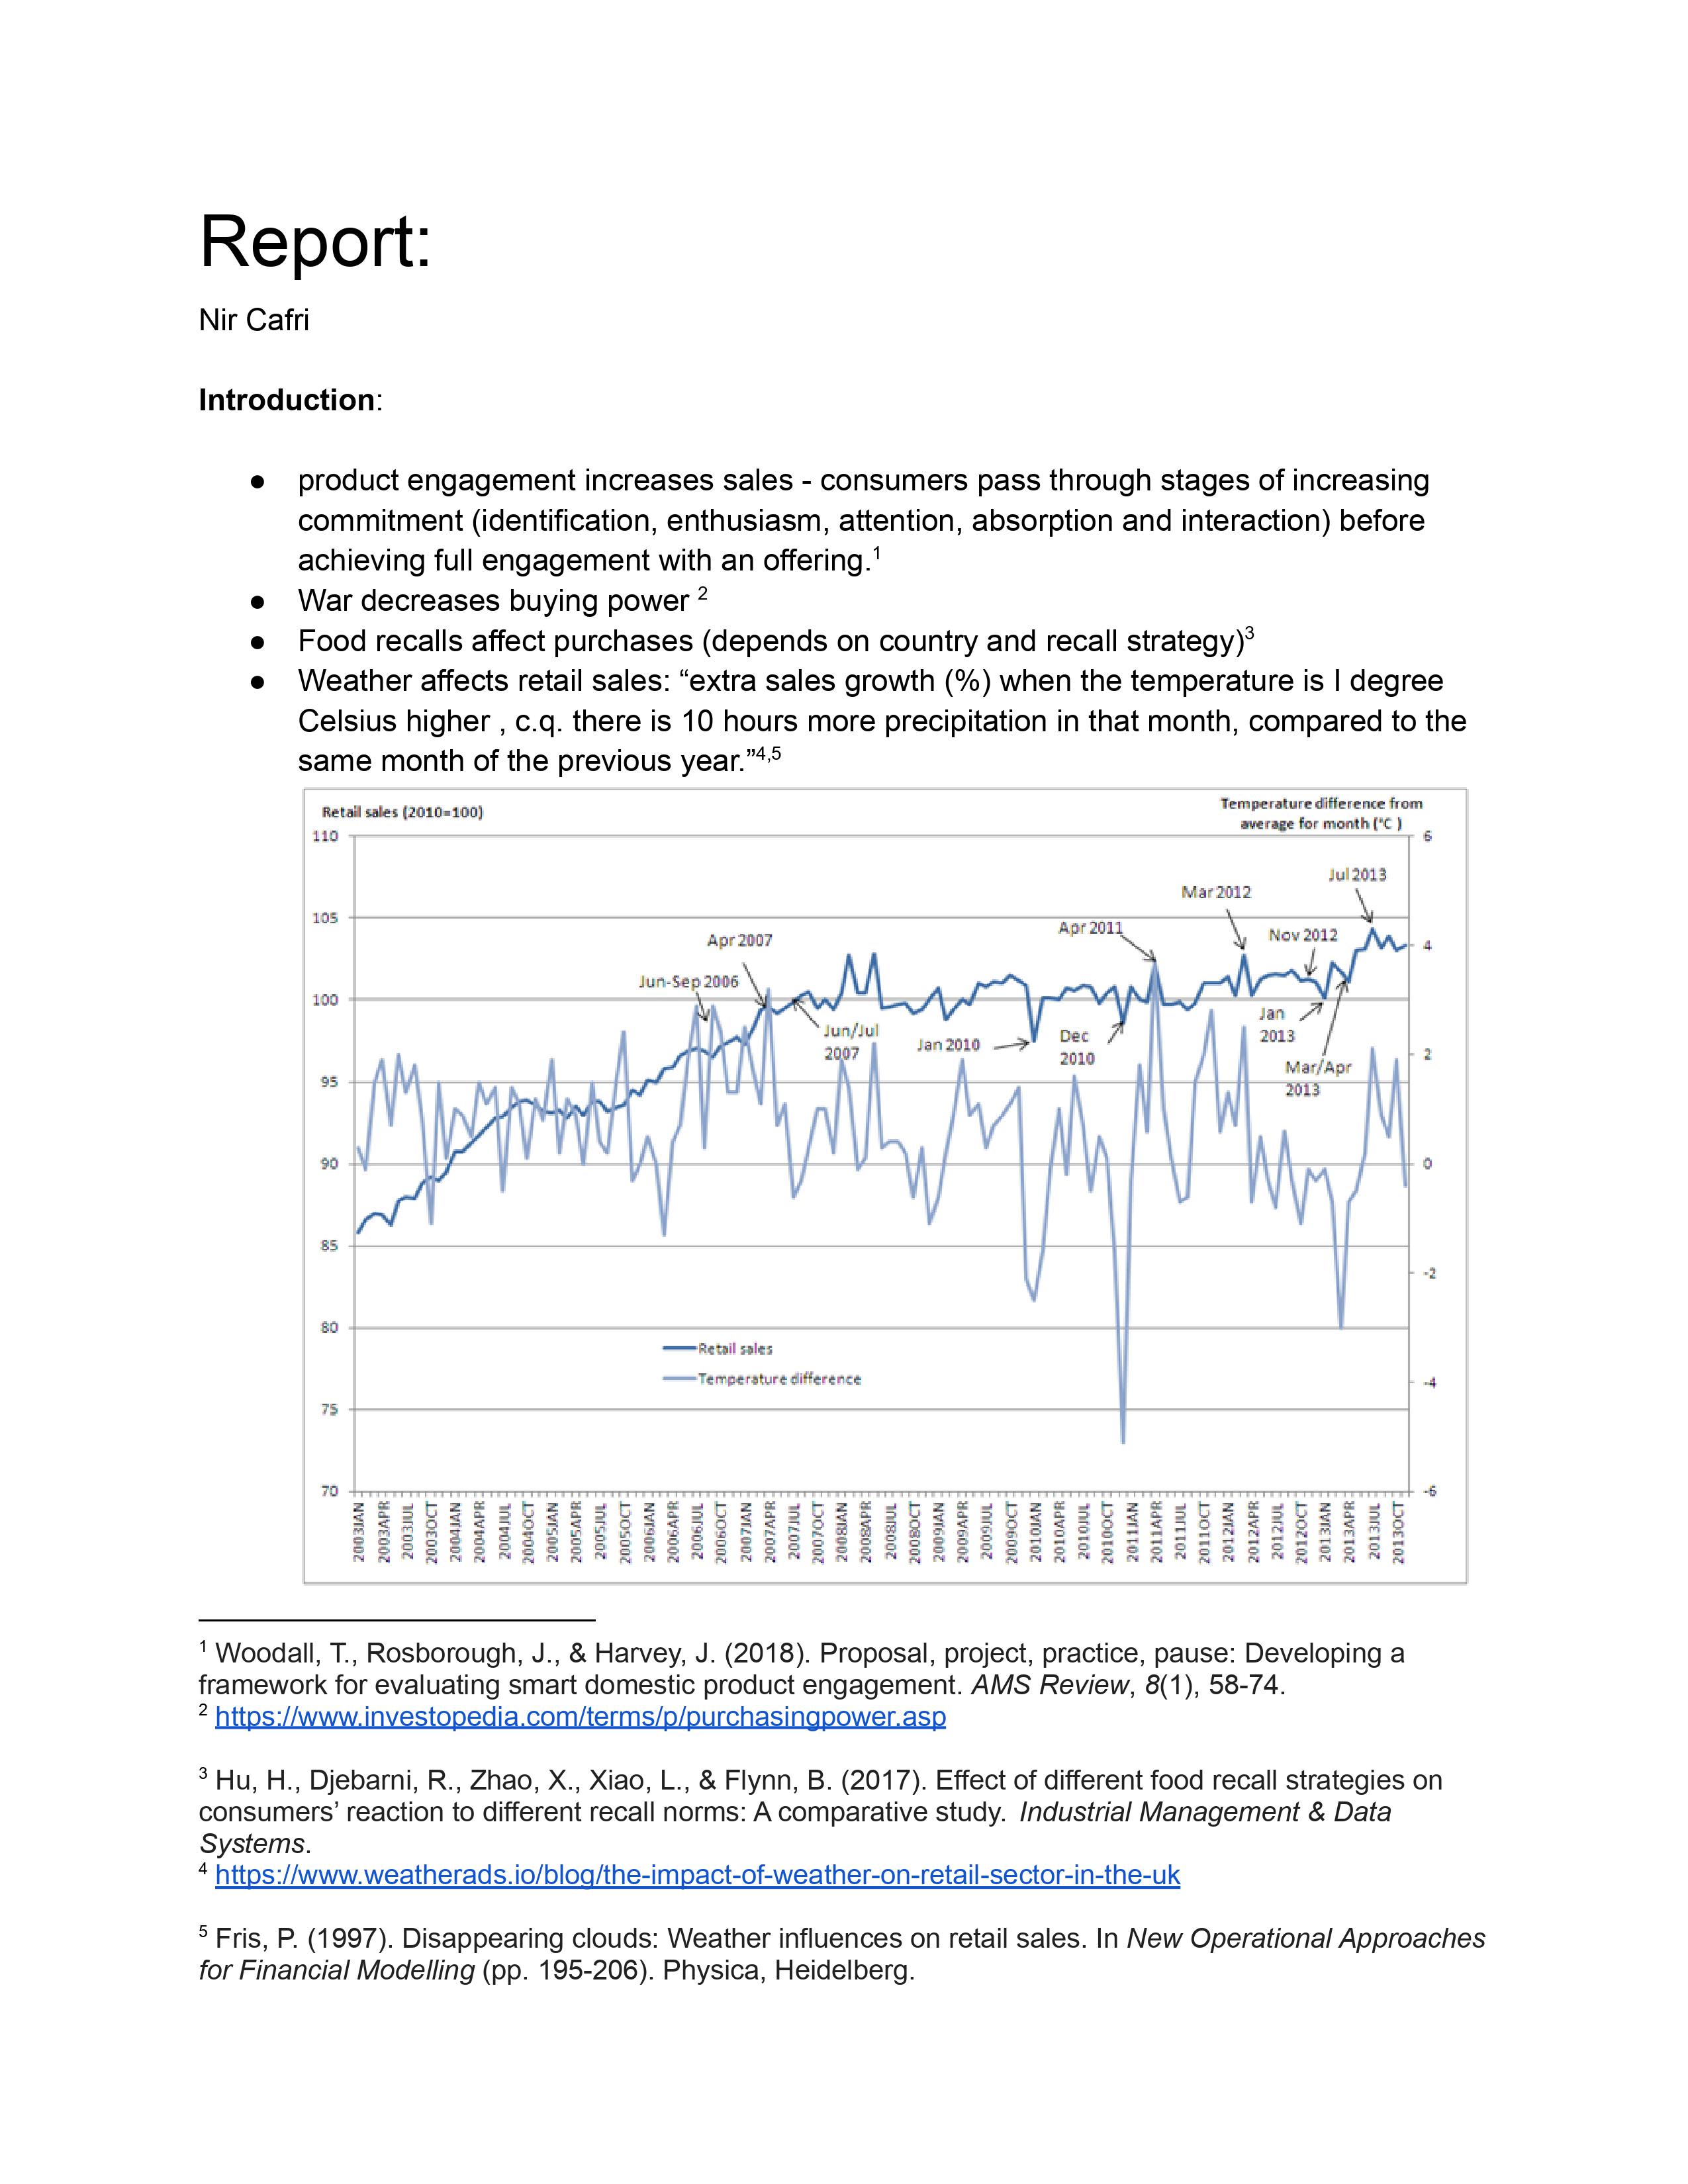 Report:
Nir Cafri
Introduction:
● product engagement increases sales - consumers pass through stages of increasing
commitment (identification, enthusiasm, attention, absorption and interaction) before
achieving full engagement with an offering.1
● War decreases buying power 2
● Food recalls affect purchases (depends on country and recall strategy)3
● Weather affects retail sales: “extra sales growth (%) when the temperature is I degree
Celsius higher , c.q. there is 10 hours more precipitation in that month, compared to the
same month of the previous year.”4,5
Retail sales (2010=100)
Temperature difference from
average for month (°C )
110
105
100
95
90
85
80
75
70
6
4
2
0
-2
-4
-6
Jun-Sep 2006
Apr 2007
Jun/Jul
2007
Jan 2010
Dec
2010
Apr 2011
Mar 2012
Nov 2012
Jan
2013
Mar/Apr
2013
Jul 2013
Retail sales
Temperature difference
2003JAN
2003APR
2003JUL
2003OCT
2004JAN
2004APR
2004JUL
2004OCT
2005JAN
2005APR
2005JUL
2005OCT
2006JAN
2006APR
2006JUL
2006OCT
2007JAN
2007APR
2007JUL
2007OCT
2008JAN
2008APR
2008JUL
2008OCT
2009JAN
2009APR
2009JUL
2009OCT
2010JAN
2010APR
2010JUL
2010OCT
2011JAN
2011APR
2011JUL
2011OCT
2012JAN
2012APR
2012JUL
2012OCT
2013JAN
2013APR
2013JUL
2013OCT
1 Woodall, T., Rosborough, J., & Harvey, J. (2018). Proposal, project, practice, pause: Developing a
framework for evaluating smart domestic product engagement. AMS Review, 8(1), 58-74.
2 https://www.investopedia.com/terms/p/purchasingpower.asp
3 Hu, H., Djebarni, R., Zhao, X., Xiao, L., & Flynn, B. (2017). Effect of different food recall strategies on
consumers’ reaction to different recall norms: A comparative study. Industrial Management & Data
Systems.
4 https://www.weatherads.io/blog/the-impact-of-weather-on-retail-sector-in-the-uk
5 Fris, P. (1997). Disappearing clouds: Weather influences on retail sales. In New Operational Approaches
for Financial Modelling (pp. 195-206). Physica, Heidelberg.